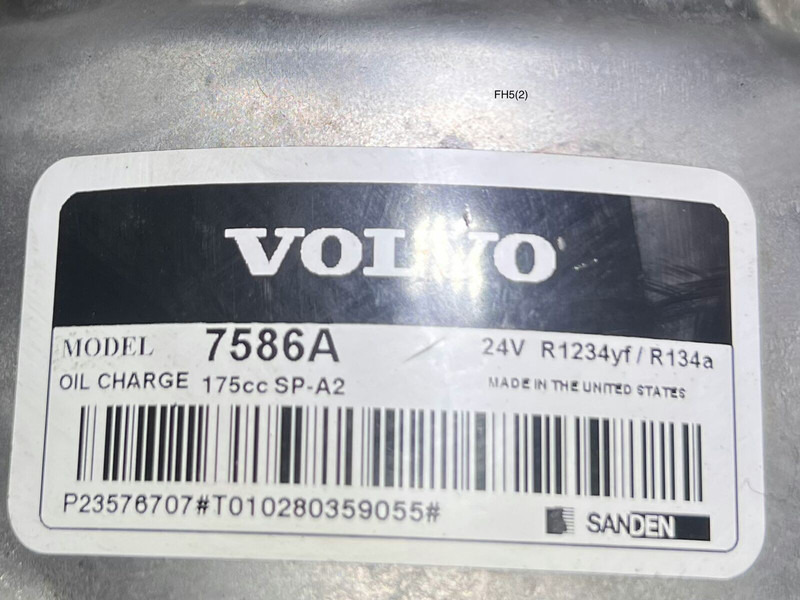 FH5(2)
VOLVO
MODEL 7586A 24V R1234yf / R134a
OIL CHARGE 175cc SP-A2 MADE IN THE UNITED STATES
P23576707#T010280359055#
SANDEN